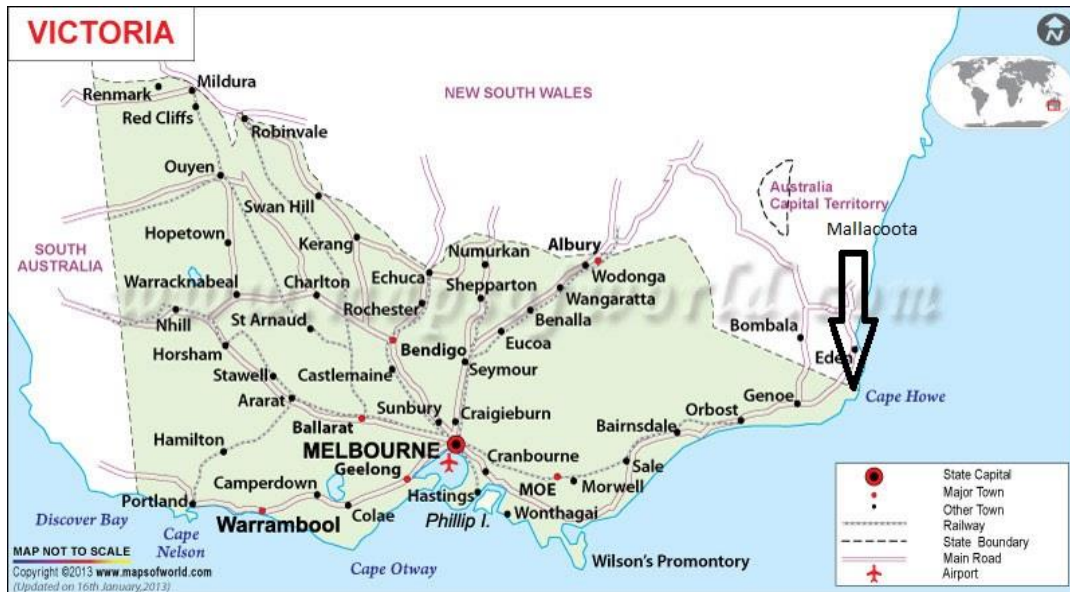 VICTORIA
N
Renmark
Mildura
Red Cliffs
NEW SOUTH WALES
Robinvale
Ouyen
Swan Hill
Australia
Capital Territory
Mallacoota
SOUTH
AUSTRALIA
Hopetown
Kerang
Numurkan
Albury
Echuca
Wodonga
Warracknabeal
Charlton
Shepparton
Wangaratta
www.mapsofworld.com
Rochester
Nhill
St Arnaud
Benalla
Bombala
Horsham
Bendigo
Eucoa
Eden
Stawell
Castlemaine
Seymour
Ararat
Sunbury
Craigieburn
Genoe
Cape Howe
Ballarat
Orbost
Hamilton
MELBOURNE
Bairnsdale
Geelong
Cranbourne
Sale
Camperdown
MOE
Morwell
Portland
Hastings
Colae
Phillip I.
Wonthagai
Warrambool
Discover Bay
Cape
Nelson
Cape Otway
Wilson's Promontory
State Capital
Major Town
Other Town
Railway
State Boundary
Main Road
Airport
MAP NOT TO SCALE
Copyright ©2013 www.mapsofworld.com
(Updated on 16th January,2013)